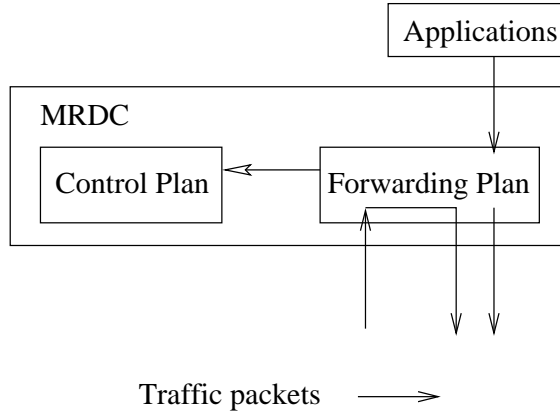 Applications
MRDC
Control Plan
Forwarding Plan
Traffic packets